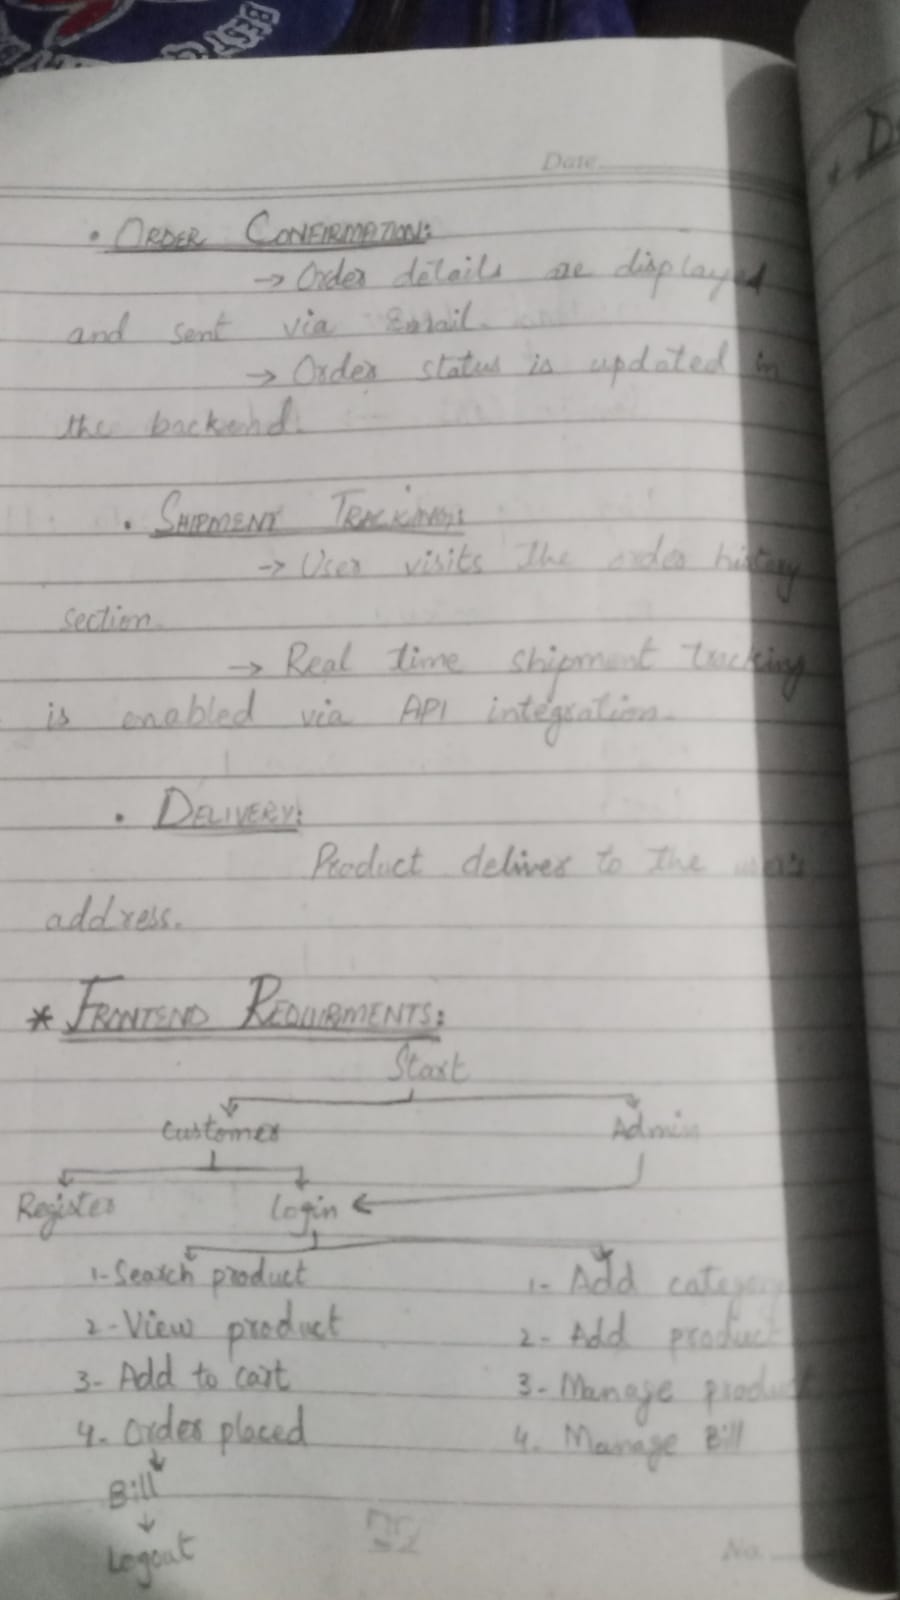 Date
• ORDER CONFIRMATION:
→ Order details are displayed
and sent via Email.
→ Order status is updated in
the backend.
• SHIPMENT TRACKING:
→ User visits the order history
section.
→ Real time shipment tracking
is enabled via API integration.
• DELIVERY:
Product deliver to the user's
address.
* FRONTEND REQUIRMENTS:
Start
Customer Admin
Register Login
1- Search product 1- Add category
2- View product 2- Add product
3- Add to cart 3- Manage product
4. Order placed 4. Manage Bill
Bill
Logout
No.